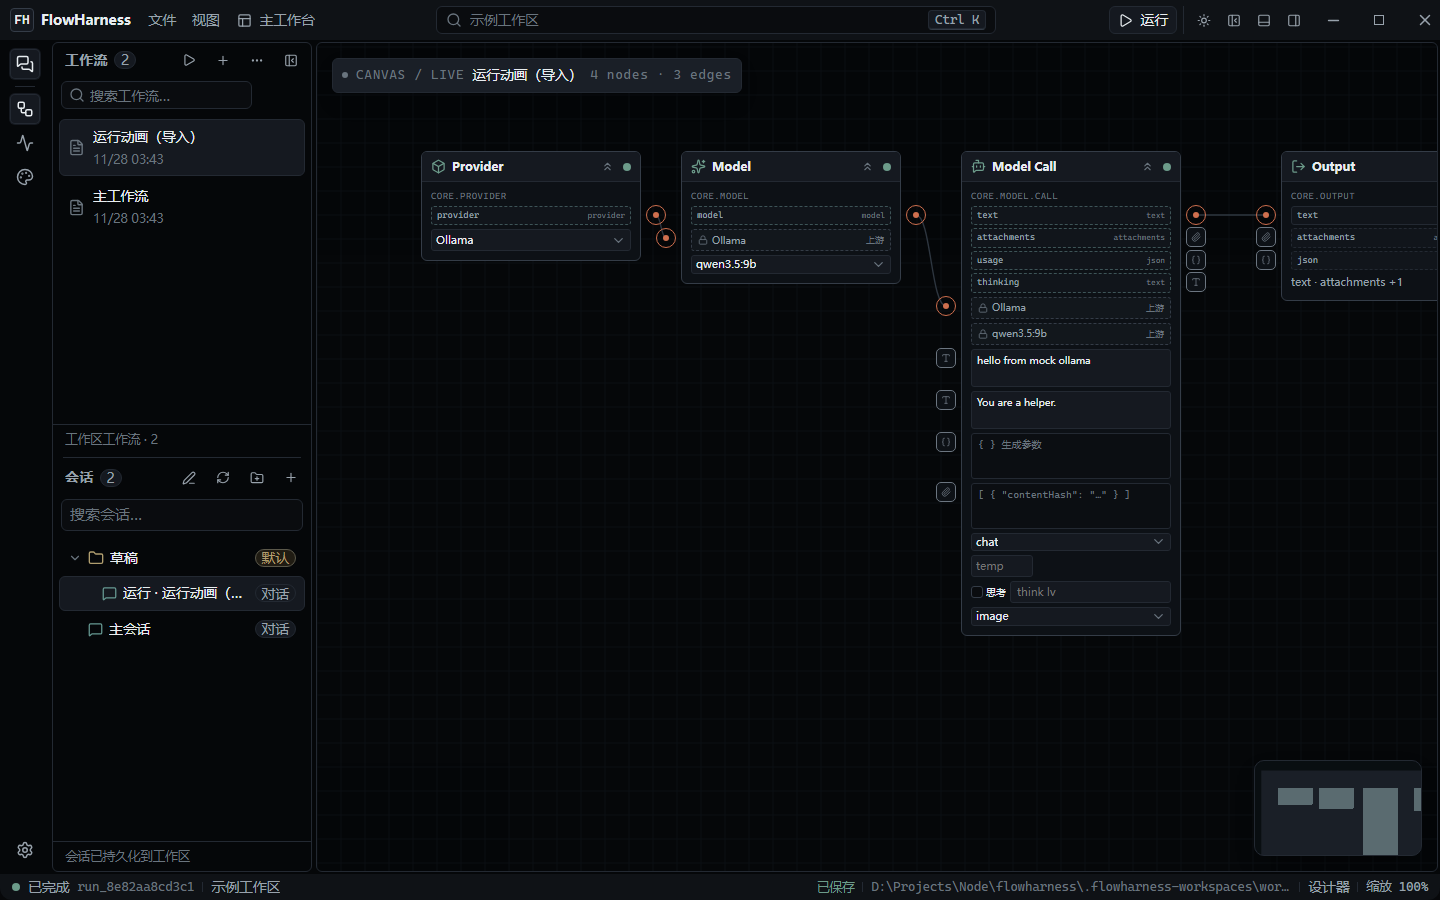 FH FlowHarness 文件 视图 主工作台 示例工作区 Ctrl K 运行
工作流 2
搜索工作流...
运行动画（导入）
11/28 03:43
主工作流
11/28 03:43
工作区工作流 · 2
会话 2
搜索会话...
草稿 默认
运行 · 运行动画（... 对话
主会话 对话
会话已持久化到工作区
CANVAS / LIVE 运行动画（导入） 4 nodes · 3 edges
Provider
CORE.PROVIDER
provider provider
Ollama
Model
CORE.MODEL
model model
Ollama 上游
qwen3.5:9b
Model Call
CORE.MODEL.CALL
text text
attachments attachments
usage json
thinking text
Ollama 上游
qwen3.5:9b 上游
hello from mock ollama
You are a helper.
{ } 生成参数
[ { "contentHash": "…" } ]
chat
temp
思考 think lv
image
T
T
{}
{}
T
Output
CORE.OUTPUT
{}
text
attachments a
json
text · attachments +1
已完成 run_8e82aa8cd3c1 示例工作区
已保存 D:\Projects\Node\flowharness\.flowharness-workspaces\wor… 设计器 缩放 100%